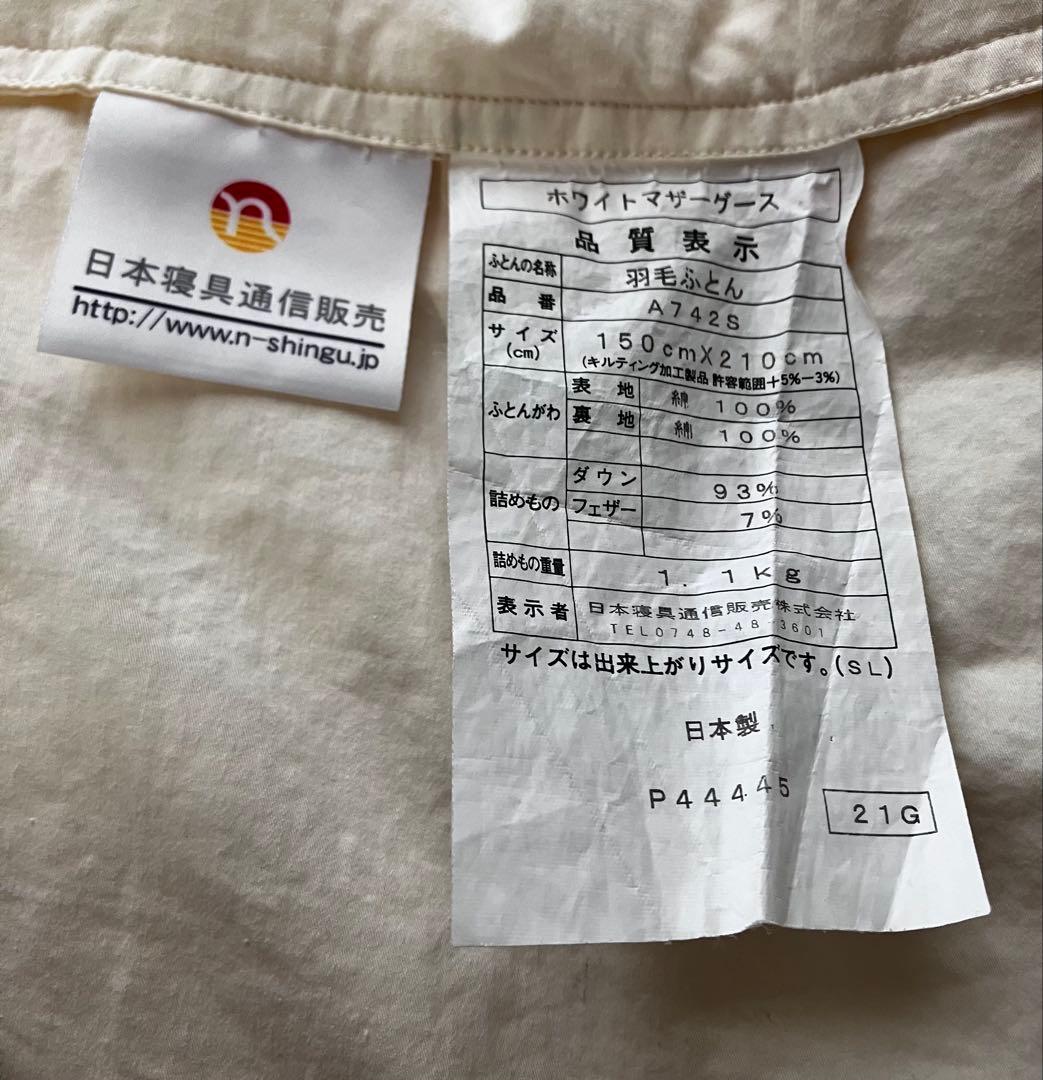 n
日本寝具通信販売
http://www.n-shingu.jp
ホワイトマザーグース
品質表示
ふとんの名称 羽毛ふとん
品番 A742S
サイズ(cm) 150cmX210cm
(キルティング加工製品 許容範囲+5%-3%)
ふとんがわ 表地 綿 100%
裏地 綿 100%
詰めもの ダウン 93%
フェザー 7%
詰めもの重量 1.1Kg
表示者 日本寝具通信販売株式会社
TEL0748-48-3601
サイズは出来上がりサイズです。(SL)
日本製
P44445
21G